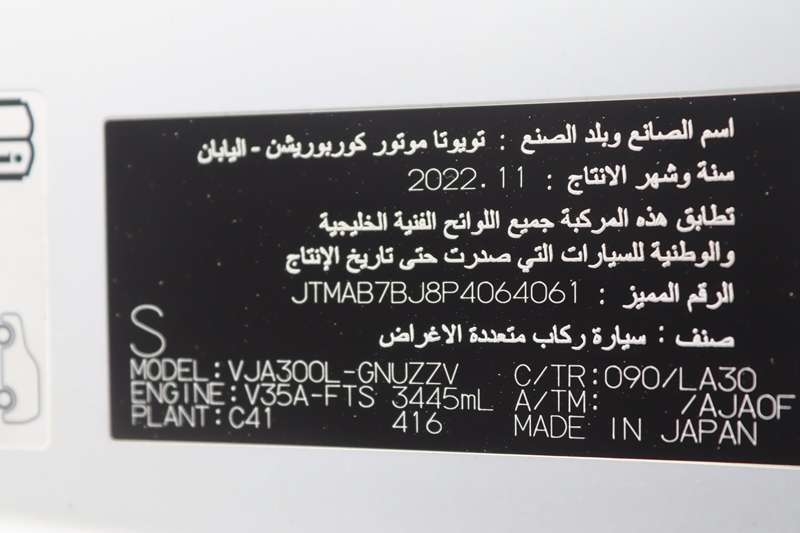 اسم الصانع وبلد الصنع : تويوتا موتور كوربوريشن - اليابان
سنة وشهر الانتاج : 2022.11
تطابق هذه المركبة جميع اللوائح الفنية الخليجية
والوطنية للسيارات التي صدرت حتى تاريخ الإنتاج
الرقم المميز : JTMAB7BJ8P4064061
صنف : سيارة ركاب متعددة الاغراض
S
MODEL:VJA300L-GNUZZV C/TR:090/LA30
ENGINE:V35A-FTS 3445mL A/TM: /AJA0F
PLANT:C41 416 MADE IN JAPAN